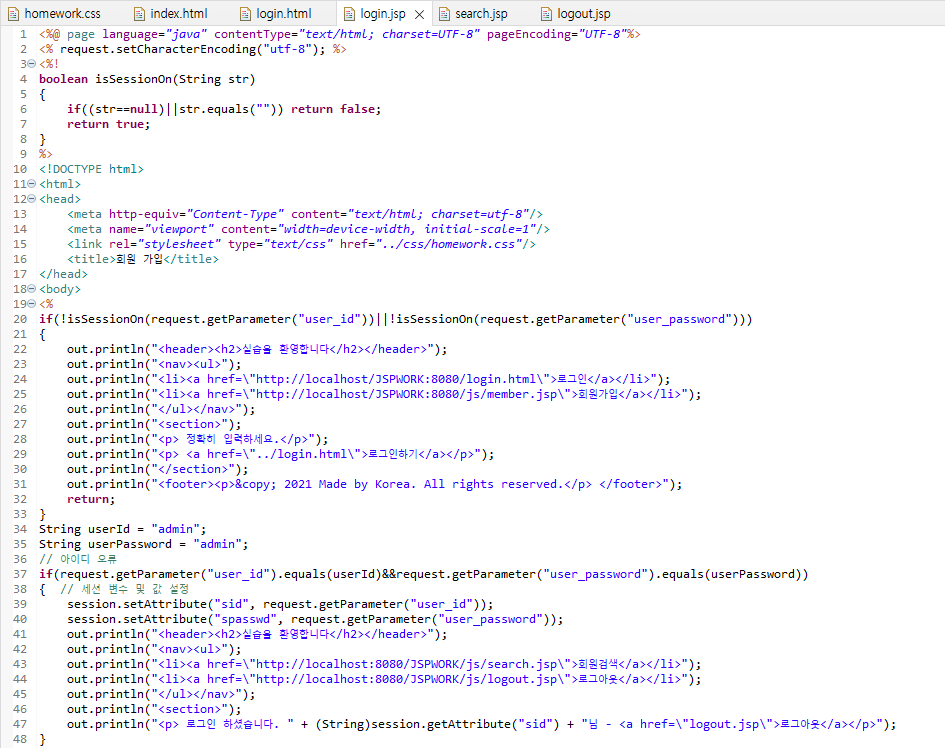 homework.css index.html login.html login.jsp search.jsp logout.jsp
1 <%@ page language="java" contentType="text/html; charset=UTF-8" pageEncoding="UTF-8"%>
2 <% request.setCharacterEncoding("utf-8"); %>
3 <%!
4 boolean isSessionOn(String str)
5 {
6     if((str==null)||str.equals("")) return false;
7     return true;
8 }
9 %>
10 <!DOCTYPE html>
11 <html>
12 <head>
13     <meta http-equiv="Content-Type" content="text/html; charset=utf-8"/>
14     <meta name="viewport" content="width=device-width, initial-scale=1"/>
15     <link rel="stylesheet" type="text/css" href="../css/homework.css"/>
16     <title>회원 가입</title>
17 </head>
18 <body>
19 <%
20 if(!isSessionOn(request.getParameter("user_id"))||!isSessionOn(request.getParameter("user_password")))
21 {
22     out.println("<header><h2>실습을 환영합니다</h2></header>");
23     out.println("<nav><ul>");
24     out.println("<li><a href=\"http://localhost/JSPWORK:8080/login.html\">로그인</a></li>");
25     out.println("<li><a href=\"http://localhost/JSPWORK:8080/js/member.jsp\">회원가입</a></li>");
26     out.println("</ul></nav>");
27     out.println("<section>");
28     out.println("<p> 정확히 입력하세요.</p>");
29     out.println("<p> <a href=\"../login.html\">로그인하기</a></p>");
30     out.println("</section>");
31     out.println("<footer><p>&copy; 2021 Made by Korea. All rights reserved.</p> </footer>");
32     return;
33 }
34 String userId = "admin";
35 String userPassword = "admin";
36 // 아이디 오류
37 if(request.getParameter("user_id").equals(userId)&&request.getParameter("user_password").equals(userPassword))
38 {  // 세션 변수 및 값 설정
39     session.setAttribute("sid", request.getParameter("user_id"));
40     session.setAttribute("spasswd", request.getParameter("user_password"));
41     out.println("<header><h2>실습을 환영합니다</h2></header>");
42     out.println("<nav><ul>");
43     out.println("<li><a href=\"http://localhost:8080/JSPWORK/js/search.jsp\">회원검색</a></li>");
44     out.println("<li><a href=\"http://localhost:8080/JSPWORK/js/logout.jsp\">로그아웃</a></li>");
45     out.println("</ul></nav>");
46     out.println("<section>");
47     out.println("<p> 로그인 하셨습니다. " + (String)session.getAttribute("sid") + "님 - <a href=\"logout.jsp\">로그아웃</a></p>");
48 }